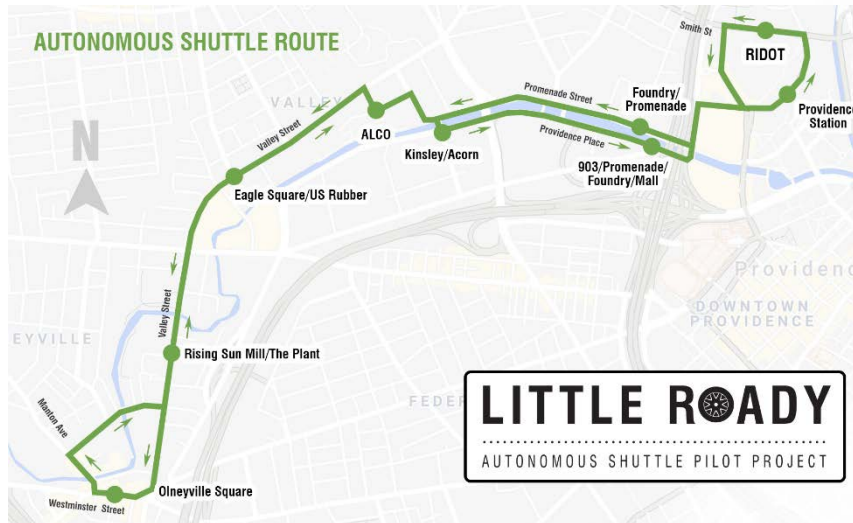 AUTONOMOUS SHUTTLE ROUTE
Smith St
RIDOT
Providence
Station
Promenade Street
Foundry/
Promenade
VALLEY
Valley Street
ALCO
Kinsley/Acorn
Providence Place
903/Promenade/
Foundry/Mall
N
Eagle Square/US Rubber
Providenc
DOWNTOWN
PROVIDENCE
Valley Street
EYVILLE
Rising Sun Mill/The Plant
Manton Ave
FEDER
Olneyville Square
Westminster Street
LITTLE ROADY
AUTONOMOUS SHUTTLE PILOT PROJECT